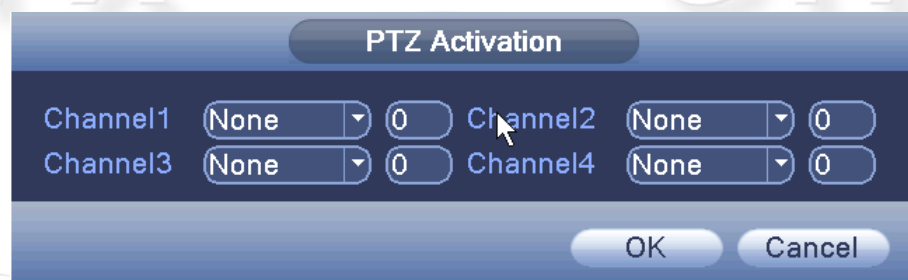 PTZ Activation
Channel1 None 0 Channel2 None 0
Channel3 None 0 Channel4 None 0
OK Cancel